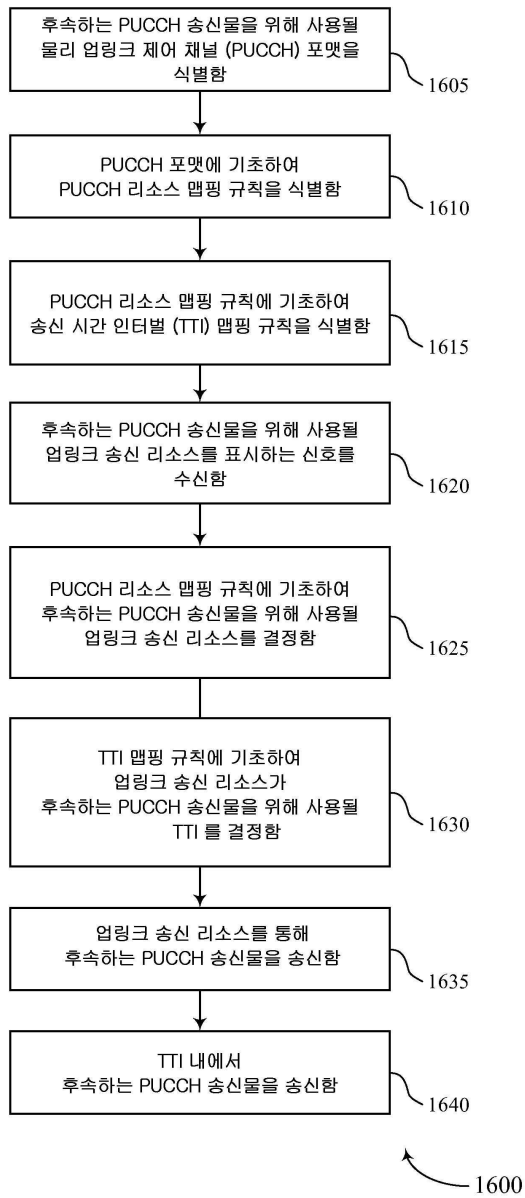 후속하는 PUCCH 송신물을 위해 사용될
물리 업링크 제어 채널 (PUCCH) 포맷을
식별함
1605
PUCCH 포맷에 기초하여
PUCCH 리소스 맵핑 규칙을 식별함
1610
PUCCH 리소스 맵핑 규칙에 기초하여
송신 시간 인터벌 (TTI) 맵핑 규칙을 식별함
1615
후속하는 PUCCH 송신물을 위해 사용될
업링크 송신 리소스를 표시하는 신호를
수신함
1620
PUCCH 리소스 맵핑 규칙에 기초하여
후속하는 PUCCH 송신물을 위해 사용될
업링크 송신 리소스를 결정함
1625
TTI 맵핑 규칙에 기초하여
업링크 송신 리소스가
후속하는 PUCCH 송신물을 위해 사용될
TTI 를 결정함
1630
업링크 송신 리소스를 통해
후속하는 PUCCH 송신물을 송신함
1635
TTI 내에서
후속하는 PUCCH 송신물을 송신함
1640
1600